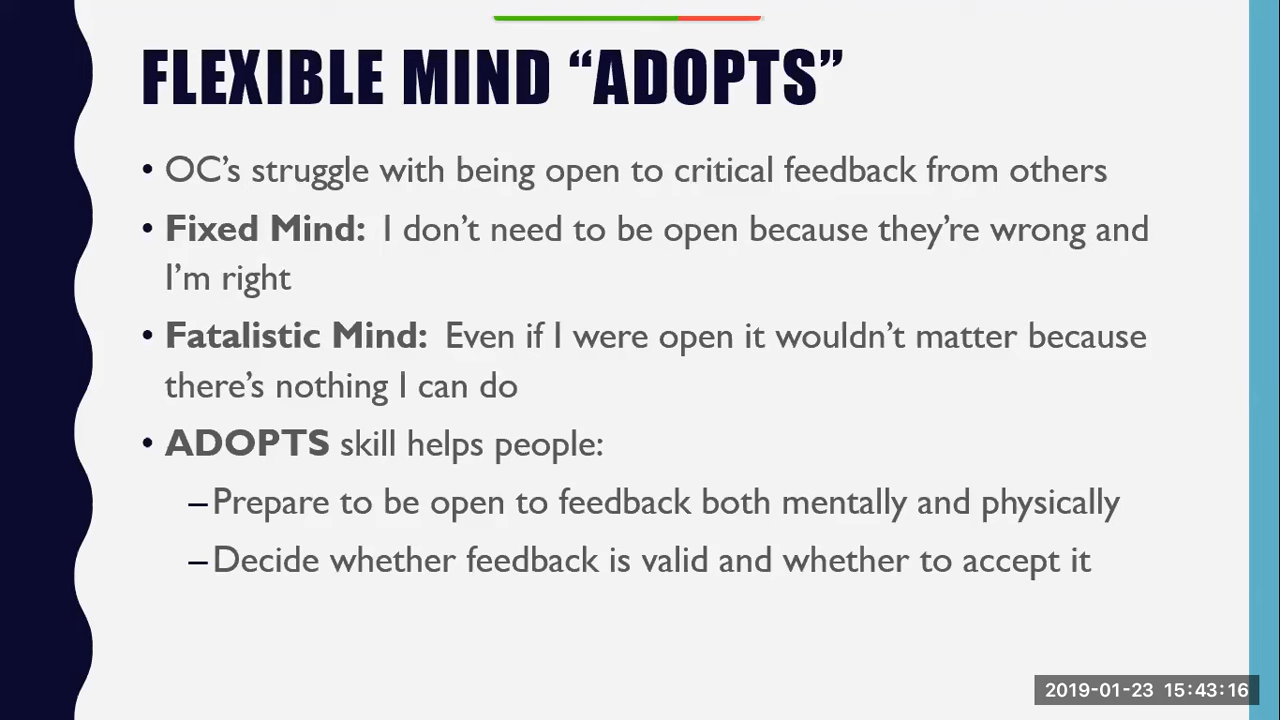 FLEXIBLE MIND “ADOPTS”
• OC’s struggle with being open to critical feedback from others
• Fixed Mind: I don’t need to be open because they’re wrong and
I’m right
• Fatalistic Mind: Even if I were open it wouldn’t matter because
there’s nothing I can do
• ADOPTS skill helps people:
–Prepare to be open to feedback both mentally and physically
–Decide whether feedback is valid and whether to accept it
2019-01-23 15:43:16